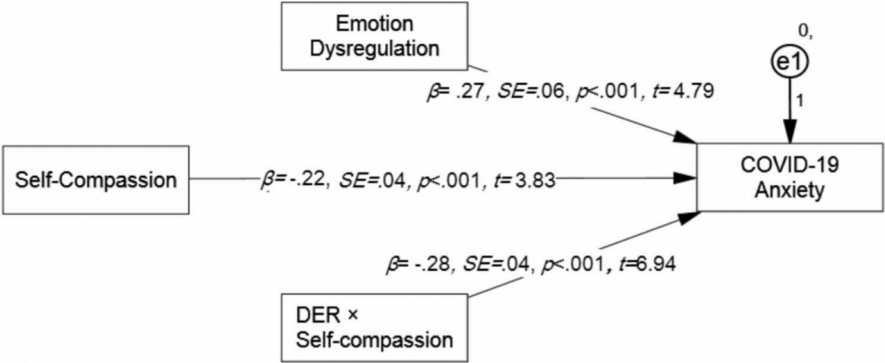 Emotion
Dysregulation
0,
e1
1
β= .27, SE=.06, p<.001, t= 4.79
Self-Compassion
β= -.22, SE=.04, p<.001, t= 3.83
COVID-19
Anxiety
β= -.28, SE=.04, p<.001, t=6.94
DER ×
Self-compassion